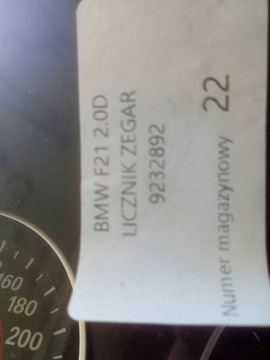 BMW F21 2.0D
LICZNIK ZEGAR
9232892
Numer magazynowy 22
160
180
200